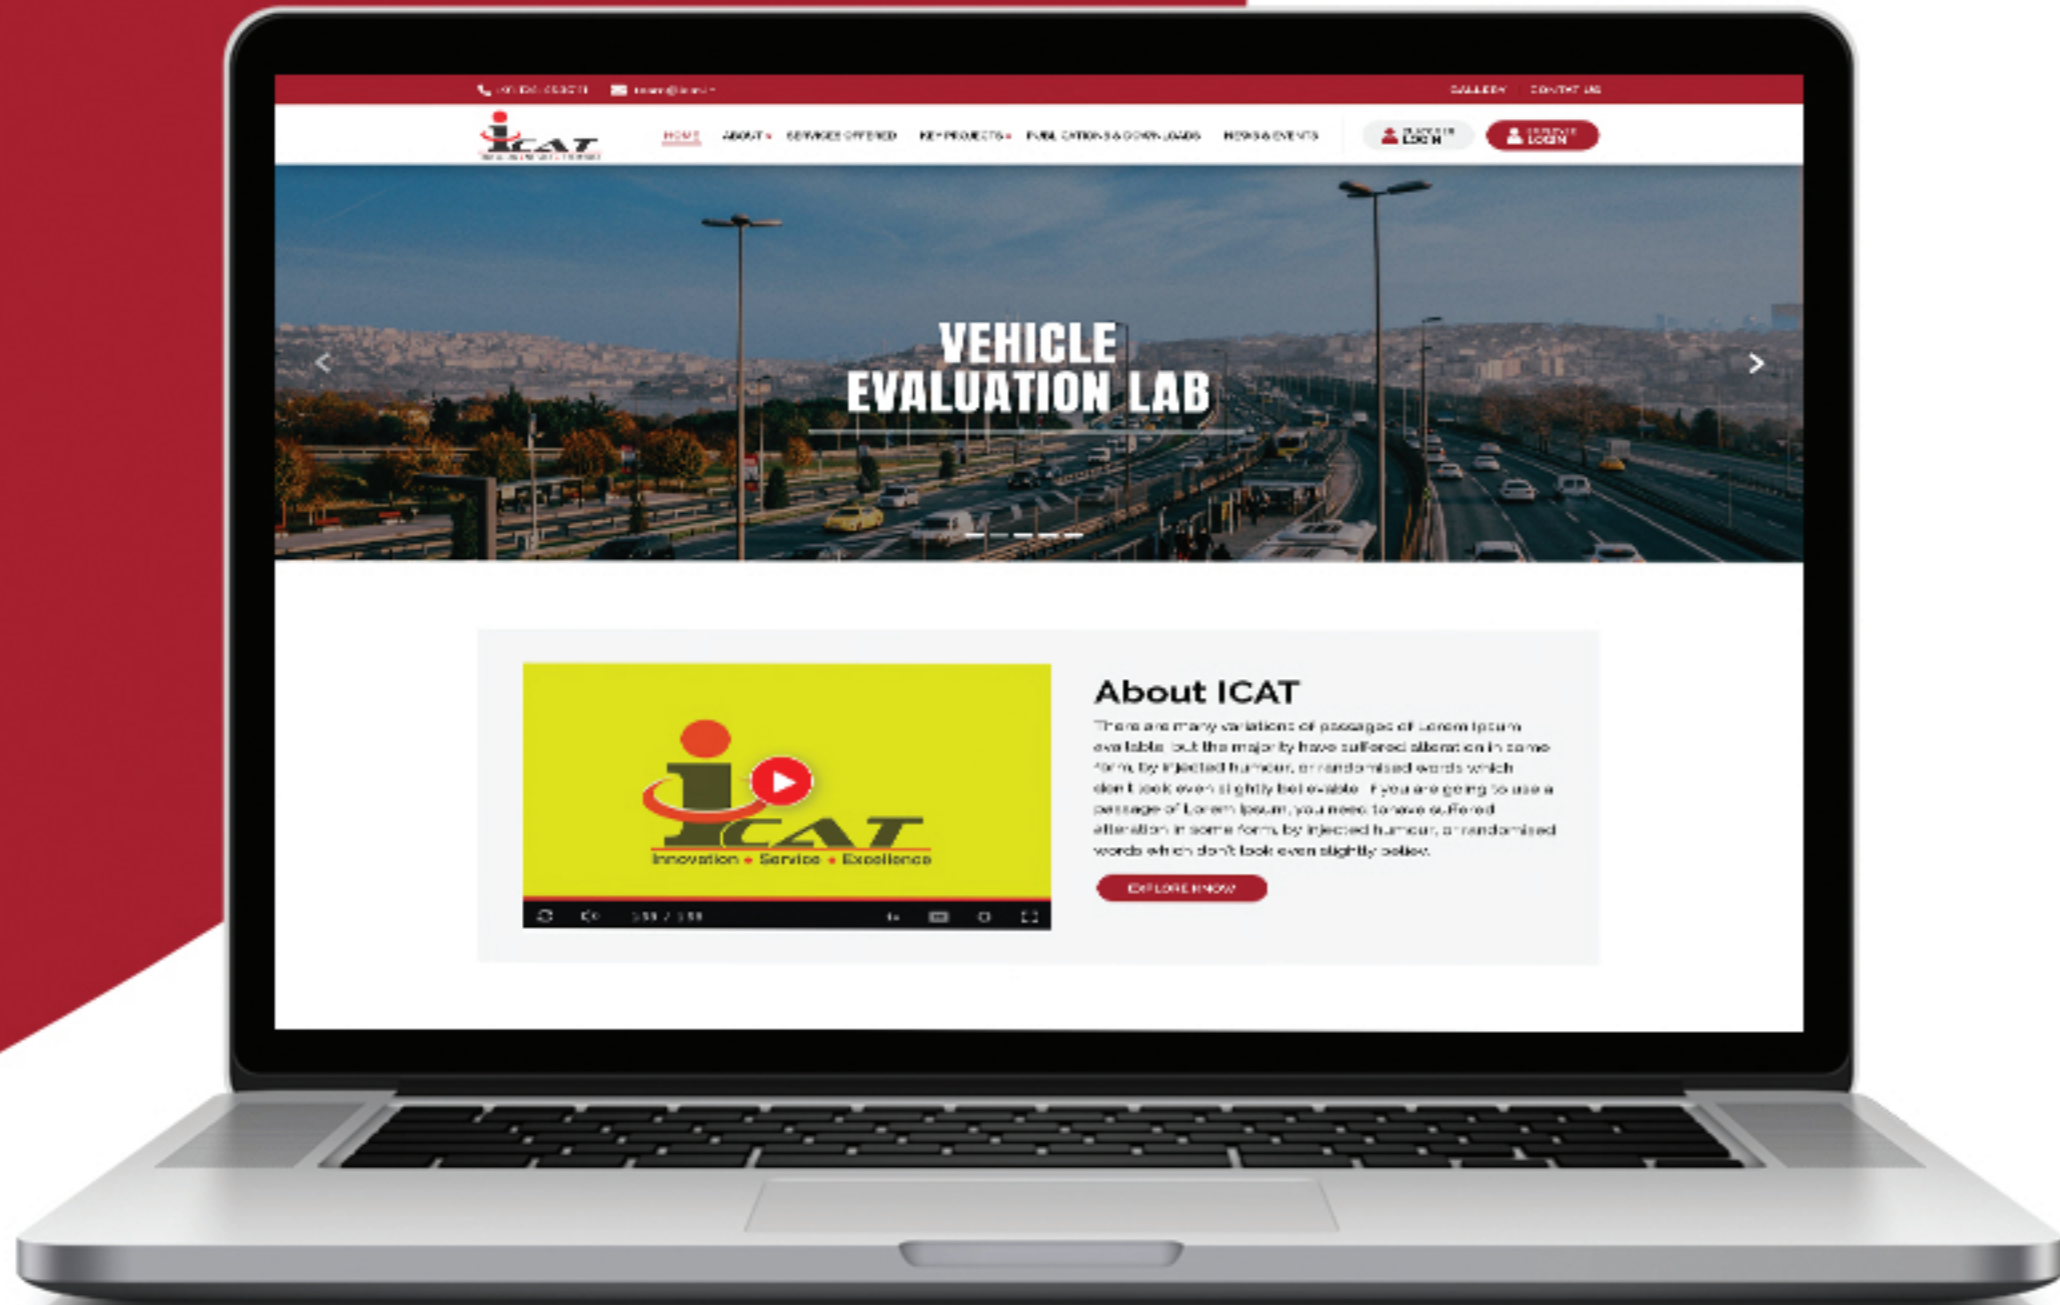 GALLERY CONTAT US
iCAT
HOME ABOUT SERVICES OFFERED KEY PROJECTS PUBLICATIONS & DOWNLOADS NEWS & EVENTS
LOGIN
LOGIN
VEHICLE
EVALUATION LAB
iCAT
Innovation • Service • Excellence
About ICAT
There are many variations of passages of Lorem Ipsum
available, but the majority have suffered alteration in some
form, by injected humour, or randomised words which
don't look even slightly believable. If you are going to use a
passage of Lorem Ipsum, you need to have suffered
alteration in some form, by injected humour, or randomised
words which don't look even slightly believ.
EXPLORE KNOW